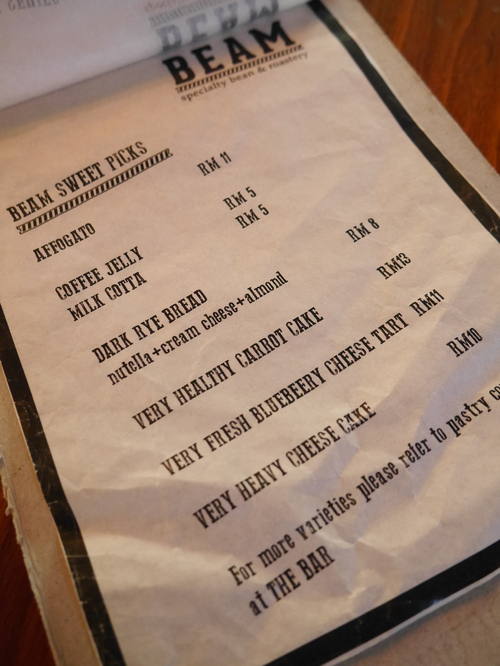 BEAM
specialty bean & roastery
BEAM SWEET PICKS
AFFOGATO RM 11
COFFEE JELLY RM 5
MILK COTTA RM 5
DARK RYE BREAD RM 8
nutella+cream cheese+almond
VERY HEALTHY CARROT CAKE RM13
VERY FRESH BLUEBEERY CHEESE TART RM11
VERY HEAVY CHEESE CAKE RM10
For more varieties please refer to pastry
at THE BAR